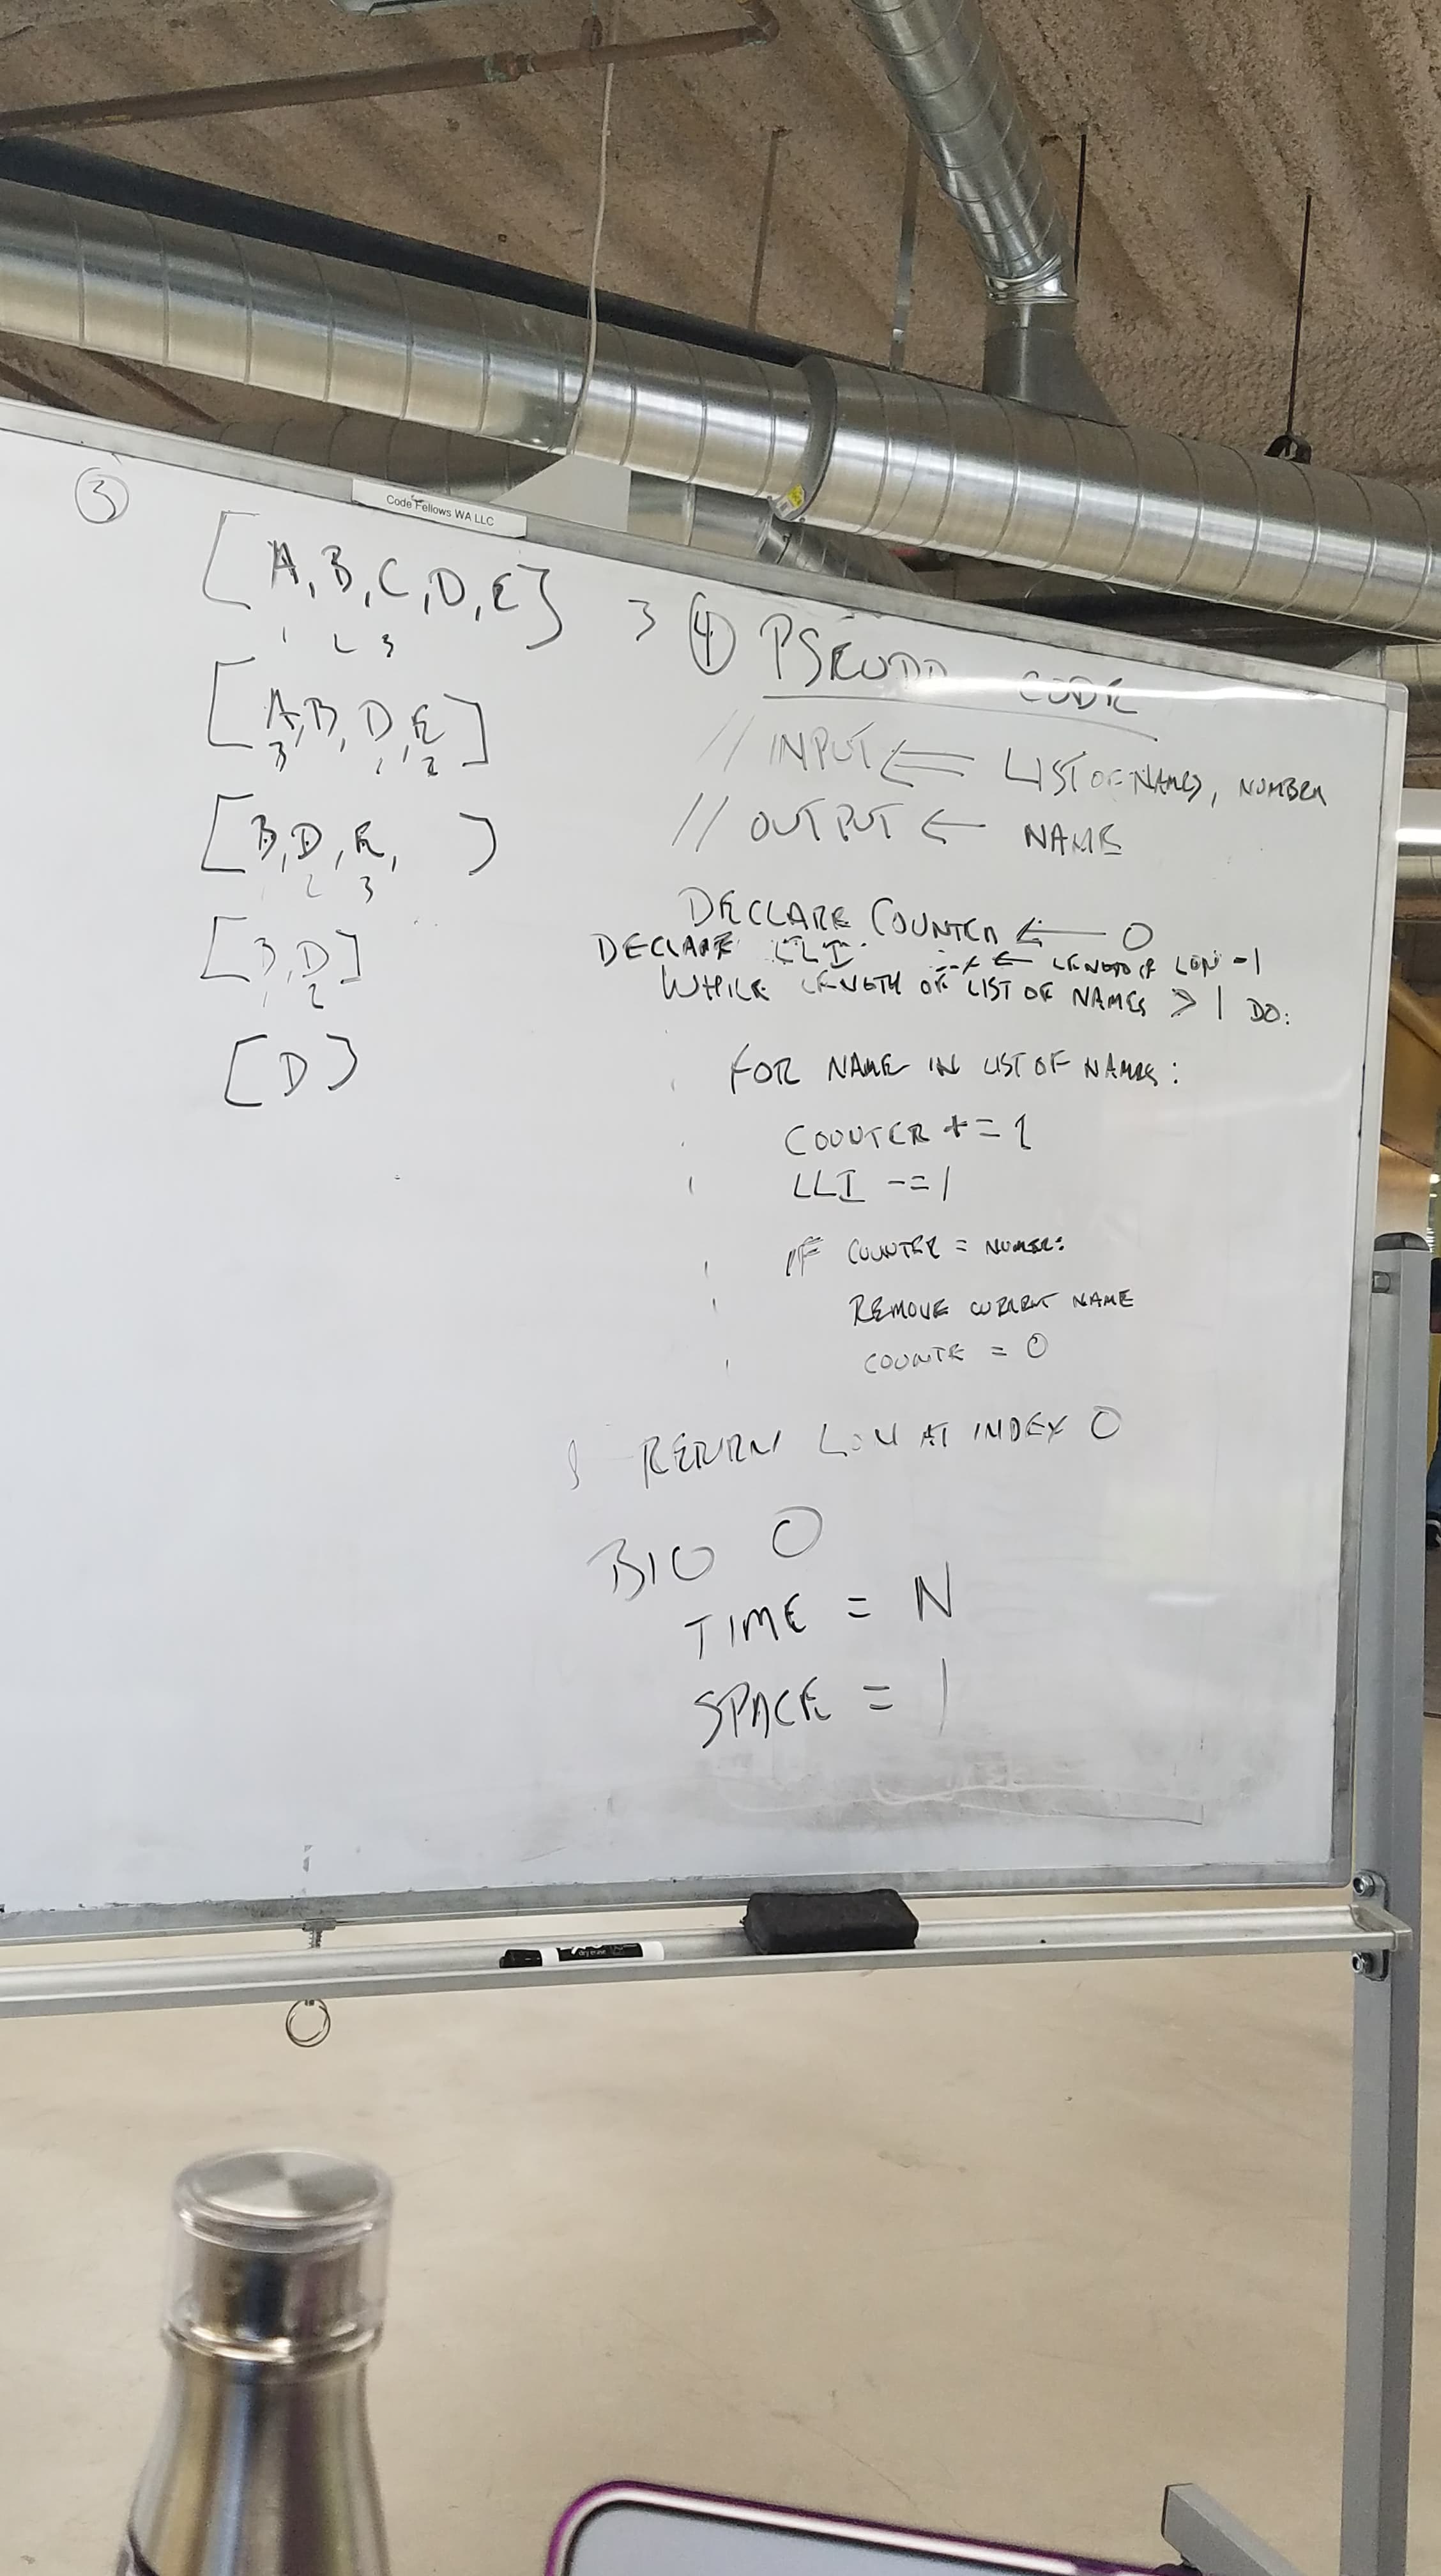 Code Fellows WA LLC
③
[A, B, C, D, E] 3
1 2 3
[A, B, D, E]
3 1 2
[B, D, E, ]
1 2 3
[B, D]
1 2
[D]
④ PSEUDO CODE
// INPUT ⇐ LIST OF NAMES, NUMBER
// OUTPUT ← NAME
DECLARE COUNTER ← 0
DECLARE LLI ← LENGTH OF LON -1
WHILE LENGTH OF LIST OF NAMES > 1 DO:
FOR NAME IN LIST OF NAMES:
COUNTER += 1
LLI -= 1
IF COUNTER = NUMBER:
REMOVE CURRENT NAME
COUNTE = 0
RETURN LON AT INDEX 0
BIG O
TIME = N
SPACE = 1